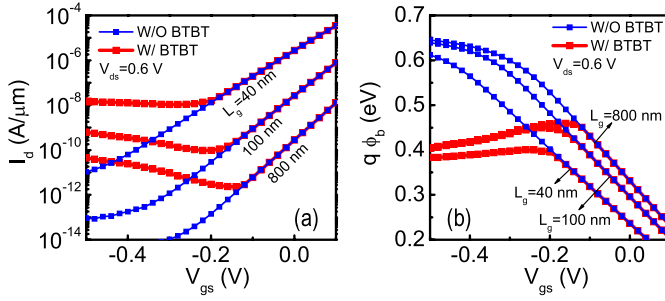 10⁻⁴
10⁻⁶
10⁻⁸
10⁻¹⁰
10⁻¹²
10⁻¹⁴
I_d (A/μm)
W/O BTBT
W/ BTBT
V_ds=0.6 V
L_g=40 nm
100 nm
800 nm
(a)
-0.4
-0.2
0.0
V_gs (V)
0.7
0.6
0.5
0.4
0.3
0.2
q ϕ_b (eV)
W/O BTBT
W/ BTBT
V_ds=0.6 V
L_g=800 nm
L_g=40 nm
L_g=100 nm
(b)
-0.4
-0.2
0.0
V_gs (V)